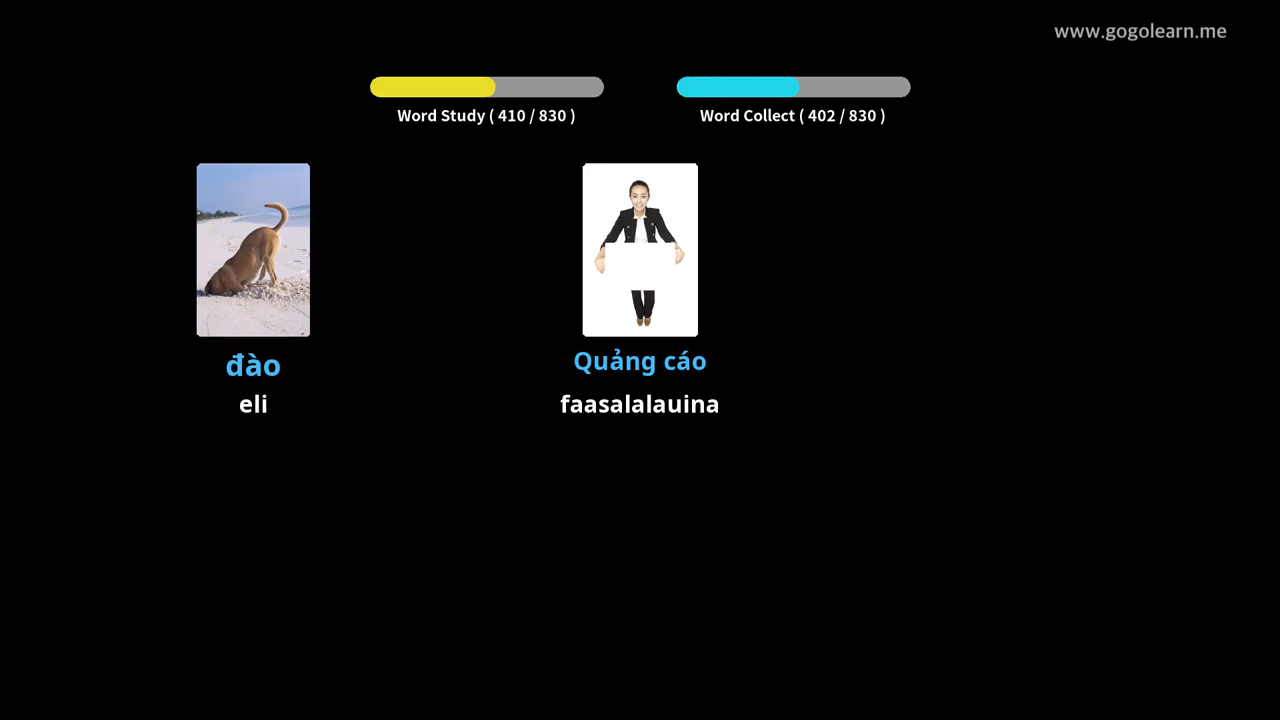 www.gogolearn.me
Word Study ( 410 / 830 )
Word Collect ( 402 / 830 )
đào
eli
Quảng cáo
faasalalauina